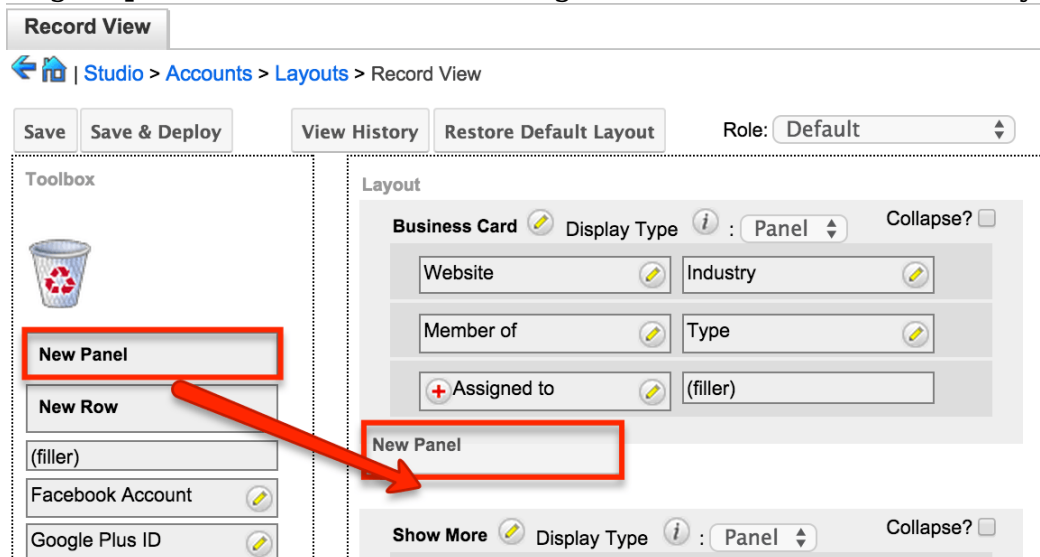 Record View
| Studio > Accounts > Layouts > Record View
Save Save & Deploy View History Restore Default Layout Role: Default
Toolbox
Layout
Business Card Display Type i : Panel Collapse?
Website Industry
Member of Type
New Panel
Assigned to (filler)
New Row
New Panel
(filler)
Facebook Account
Show More Display Type i : Panel Collapse?
Google Plus ID